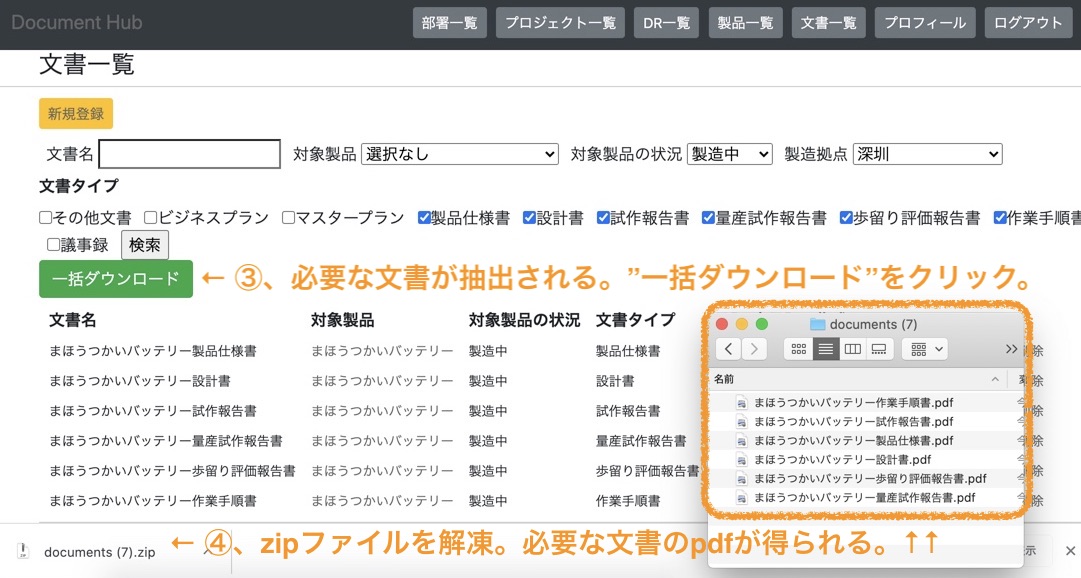 Document Hub 部署一覧 プロジェクト一覧 DR一覧 製品一覧 文書一覧 プロフィール ログアウト
文書一覧
新規登録
文書名 対象製品 選択なし 対象製品の状況 製造中 製造拠点 深圳
文書タイプ
その他文書 ビジネスプラン マスタープラン 製品仕様書 設計書 試作報告書 量産試作報告書 歩留り評価報告書 作業手順書
議事録 検索
一括ダウンロード ← ③、必要な文書が抽出される。”一括ダウンロード”をクリック。
文書名 対象製品 対象製品の状況 文書タイプ
まほうつかいバッテリー製品仕様書 まほうつかいバッテリー 製造中 製品仕様書
まほうつかいバッテリー設計書 まほうつかいバッテリー 製造中 設計書
まほうつかいバッテリー試作報告書 まほうつかいバッテリー 製造中 試作報告書
まほうつかいバッテリー量産試作報告書 まほうつかいバッテリー 製造中 量産試作報告書
まほうつかいバッテリー歩留り評価報告書 まほうつかいバッテリー 製造中 歩留り評価報告書
まほうつかいバッテリー作業手順書 まほうつかいバッテリー 製造中 作業手順書
documents (7)
名前
まほうつかいバッテリー作業手順書.pdf
まほうつかいバッテリー試作報告書.pdf
まほうつかいバッテリー製品仕様書.pdf
まほうつかいバッテリー設計書.pdf
まほうつかいバッテリー歩留り評価報告書.pdf
まほうつかいバッテリー量産試作報告書.pdf
documents (7).zip ← ④、zipファイルを解凍。必要な文書のpdfが得られる。↑↑